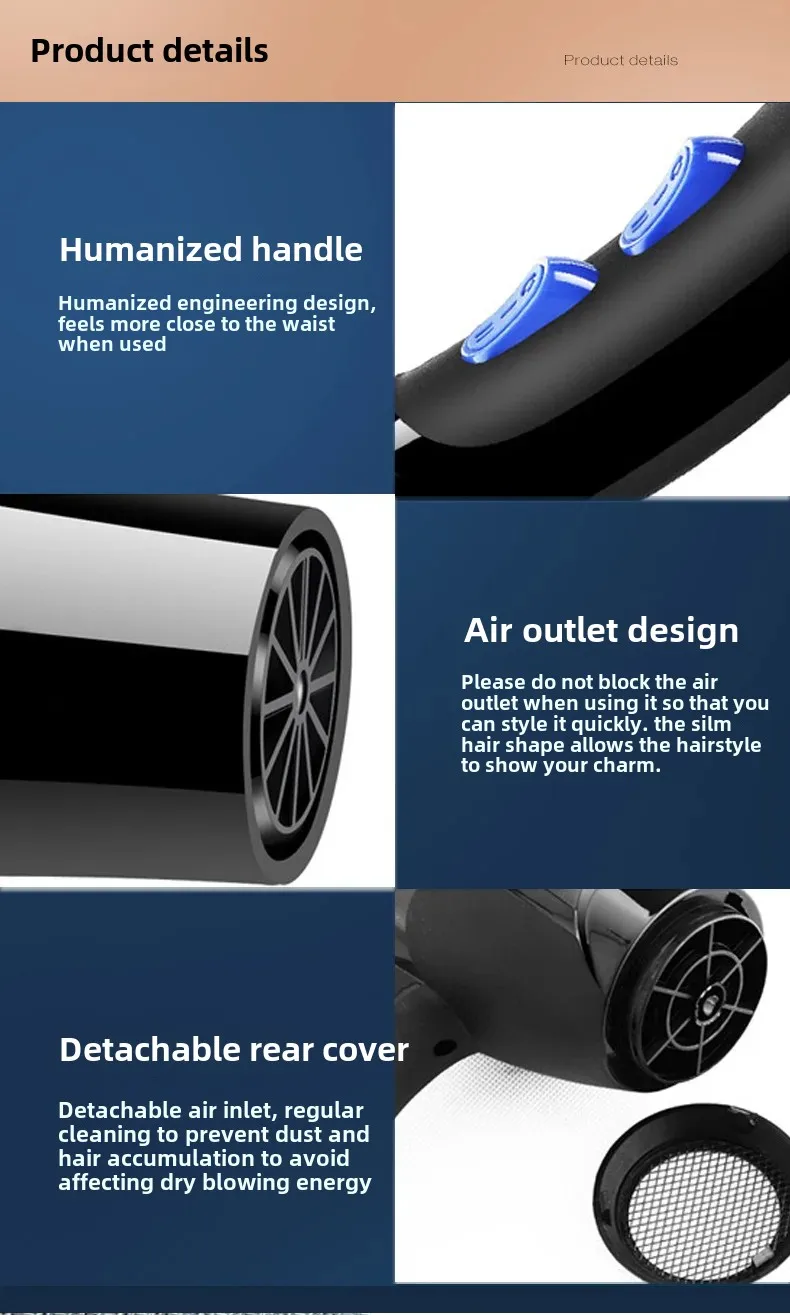 Product details
Product details
Humanized handle
Humanized engineering design,
feels more close to the waist
when used
Air outlet design
Please do not block the air
outlet when using it so that you
can style it quickly. the silm
hair shape allows the hairstyle
to show your charm.
Detachable rear cover
Detachable air inlet, regular
cleaning to prevent dust and
hair accumulation to avoid
affecting dry blowing energy